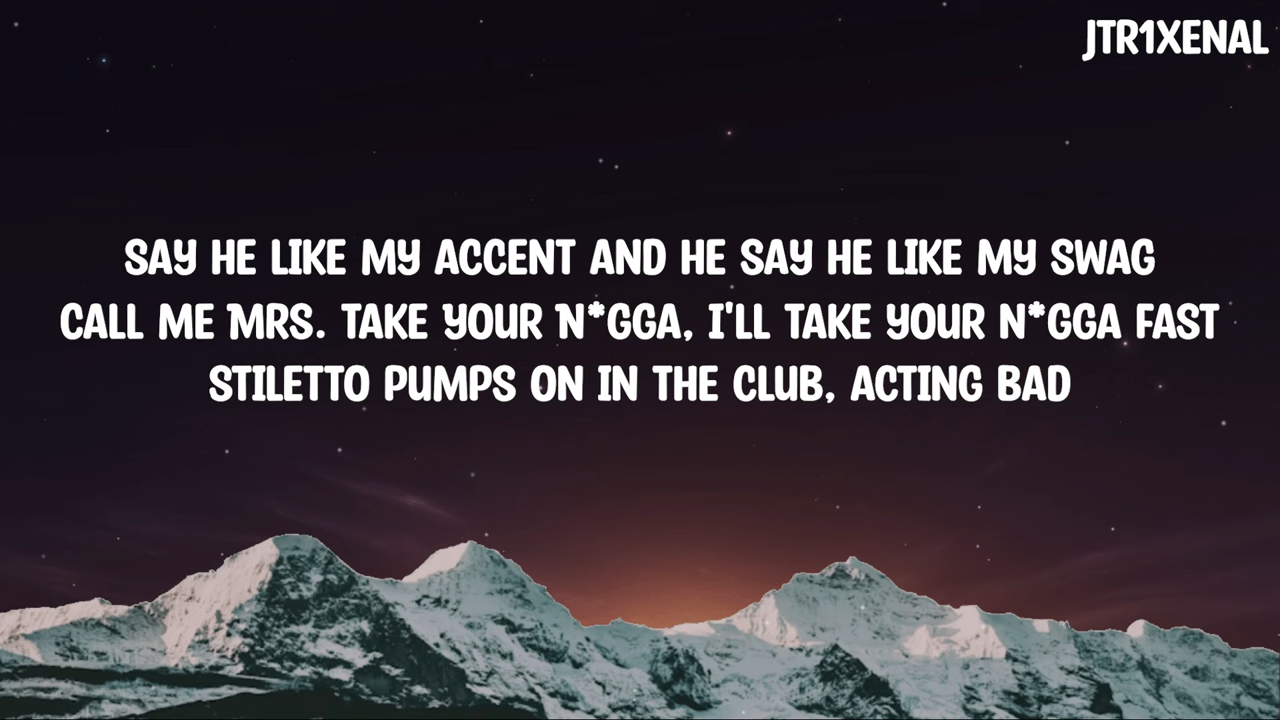 JTR1XENAL
SAY HE LIKE MY ACCENT AND HE SAY HE LIKE MY SWAG
CALL ME MRS. TAKE YOUR N*GGA, I'LL TAKE YOUR N*GGA FAST
STILETTO PUMPS ON IN THE CLUB, ACTING BAD